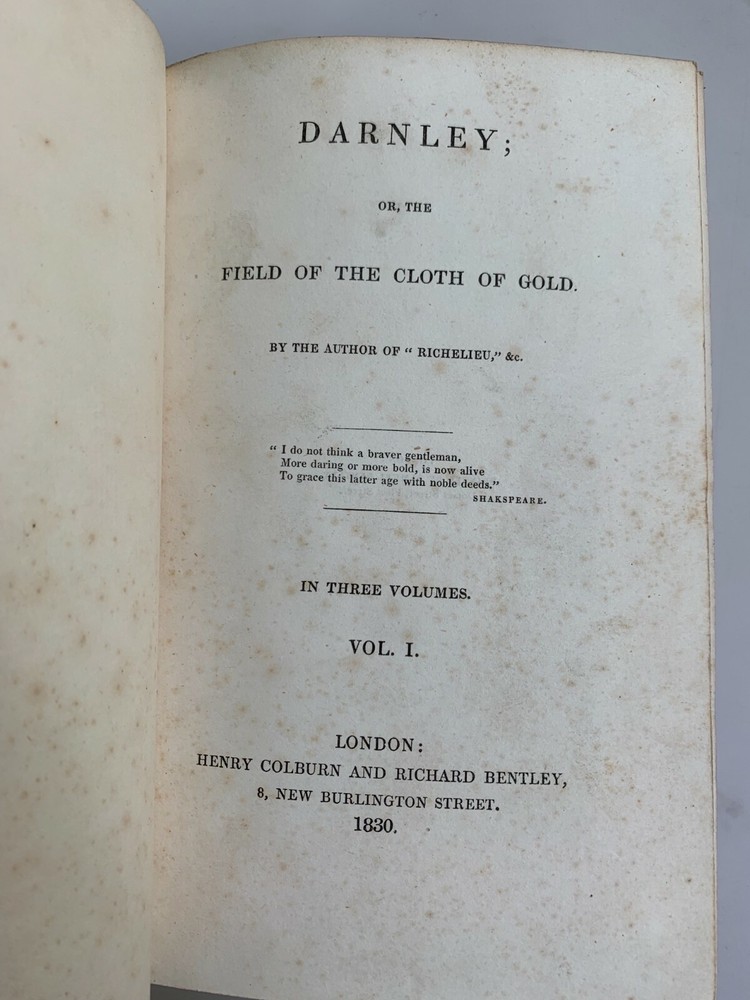 DARNLEY;
OR, THE
FIELD OF THE CLOTH OF GOLD.
BY THE AUTHOR OF “ RICHELIEU,” &c.
“ I do not think a braver gentleman,
More daring or more bold, is now alive
To grace this latter age with noble deeds.”
SHAKSPEARE.
IN THREE VOLUMES.
VOL. I.
LONDON:
HENRY COLBURN AND RICHARD BENTLEY,
8, NEW BURLINGTON STREET.
1830.